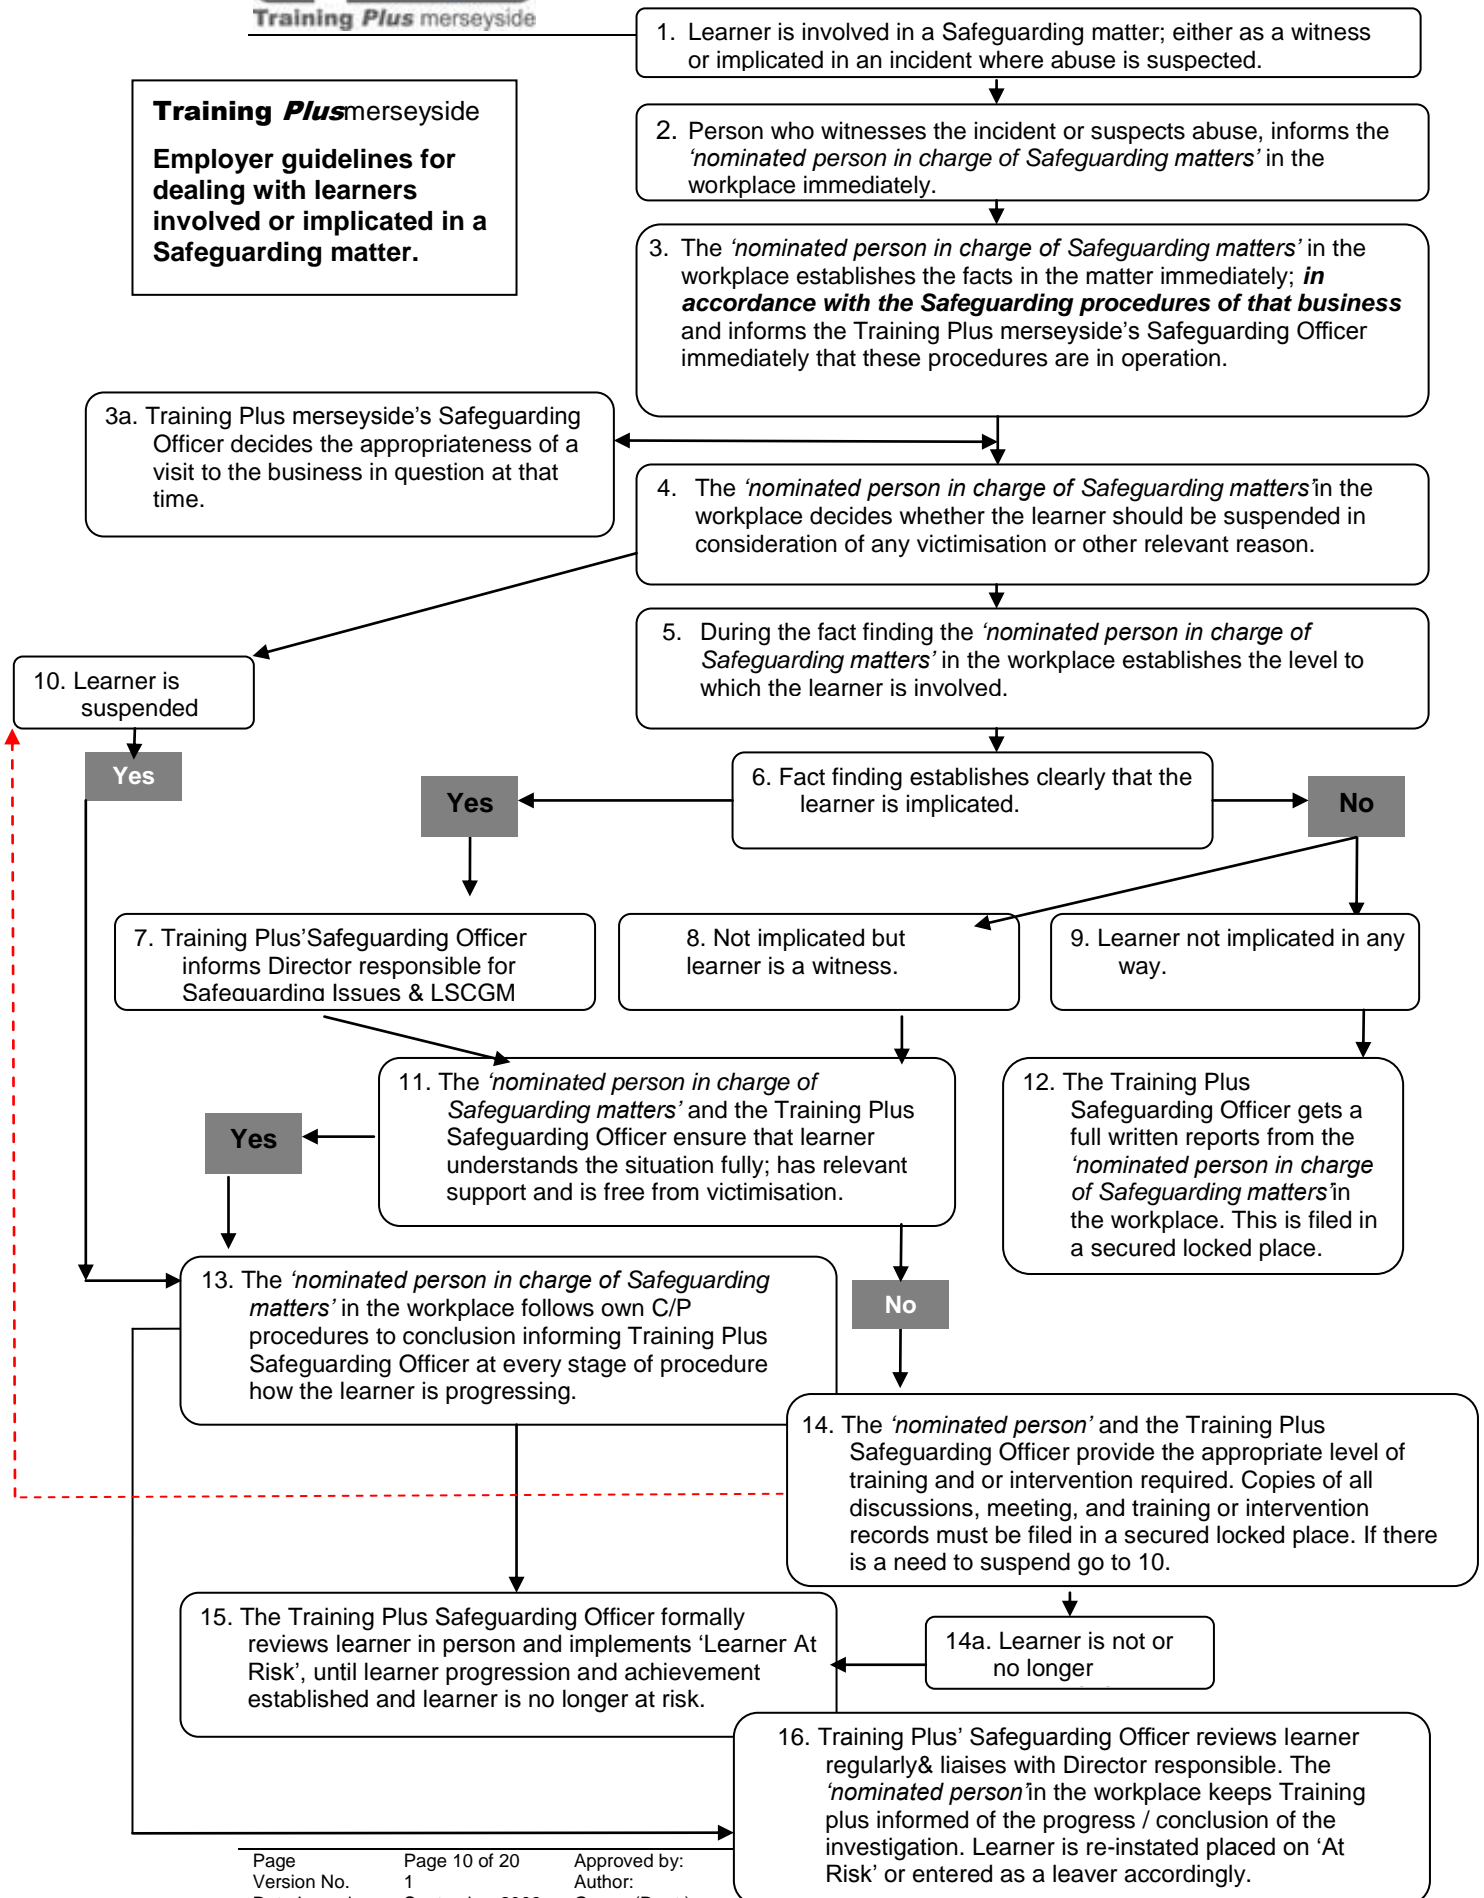 Training Plus merseyside
1. Learner is involved in a Safeguarding matter; either as a witness
or implicated in an incident where abuse is suspected.
Training Plusmerseyside
Employer guidelines for
dealing with learners
involved or implicated in a
Safeguarding matter.
2. Person who witnesses the incident or suspects abuse, informs the
‘nominated person in charge of Safeguarding matters’ in the
workplace immediately.
3. The ‘nominated person in charge of Safeguarding matters’ in the
workplace establishes the facts in the matter immediately; in
accordance with the Safeguarding procedures of that business
and informs the Training Plus merseyside’s Safeguarding Officer
immediately that these procedures are in operation.
3a. Training Plus merseyside’s Safeguarding
Officer decides the appropriateness of a
visit to the business in question at that
time.
4. The ‘nominated person in charge of Safeguarding matters’in the
workplace decides whether the learner should be suspended in
consideration of any victimisation or other relevant reason.
5. During the fact finding the ‘nominated person in charge of
Safeguarding matters’ in the workplace establishes the level to
which the learner is involved.
10. Learner is
suspended
Yes
6. Fact finding establishes clearly that the
learner is implicated.
Yes
No
7. Training Plus’Safeguarding Officer
informs Director responsible for
Safeguarding Issues & LSCGM
8. Not implicated but
learner is a witness.
9. Learner not implicated in any
way.
11. The ‘nominated person in charge of
Safeguarding matters’ and the Training Plus
Safeguarding Officer ensure that learner
understands the situation fully; has relevant
support and is free from victimisation.
Yes
12. The Training Plus
Safeguarding Officer gets a
full written reports from the
‘nominated person in charge
of Safeguarding matters’in
the workplace. This is filed in
a secured locked place.
13. The ‘nominated person in charge of Safeguarding
matters’ in the workplace follows own C/P
procedures to conclusion informing Training Plus
Safeguarding Officer at every stage of procedure
how the learner is progressing.
No
14. The ‘nominated person’ and the Training Plus
Safeguarding Officer provide the appropriate level of
training and or intervention required. Copies of all
discussions, meeting, and training or intervention
records must be filed in a secured locked place. If there
is a need to suspend go to 10.
15. The Training Plus Safeguarding Officer formally
reviews learner in person and implements ‘Learner At
Risk’, until learner progression and achievement
established and learner is no longer at risk.
14a. Learner is not or
no longer
16. Training Plus’ Safeguarding Officer reviews learner
regularly& liaises with Director responsible. The
‘nominated person’in the workplace keeps Training
plus informed of the progress / conclusion of the
investigation. Learner is re-instated placed on ‘At
Risk’ or entered as a leaver accordingly.
Page Page 10 of 20 Approved by:
Version No. 1 Author: